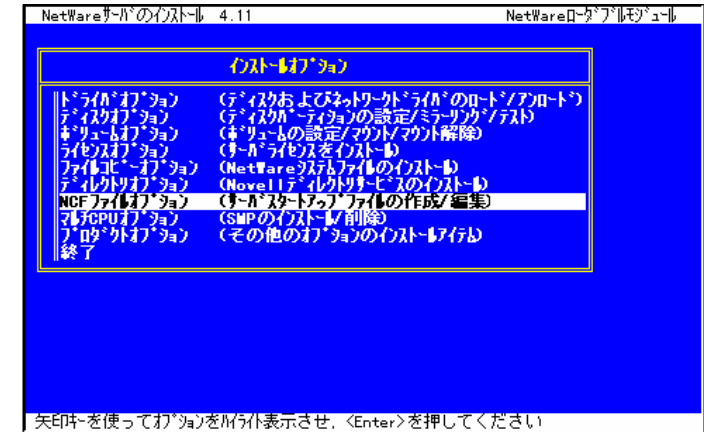 NetWareｻｰﾊﾞのｲﾝｽﾄｰﾙ 4.11 NetWareﾛｰﾀﾞﾌﾞﾙﾓｼﾞｭｰﾙ
ｲﾝｽﾄｰﾙｵﾌﾟｼｮﾝ
ﾄﾞﾗｲﾊﾞｵﾌﾟｼｮﾝ (ﾃﾞｨｽｸおよびﾈｯﾄﾜｰｸﾄﾞﾗｲﾊﾞのﾛｰﾄﾞ/ｱﾝﾛｰﾄﾞ)
ﾃﾞｨｽｸｵﾌﾟｼｮﾝ (ﾃﾞｨｽｸﾊﾟｰﾃｨｼｮﾝの設定/ﾐﾗｰﾘﾝｸﾞ/ﾃｽﾄ)
ﾎﾞﾘｭｰﾑｵﾌﾟｼｮﾝ (ﾎﾞﾘｭｰﾑの設定/ﾏｳﾝﾄ/ﾏｳﾝﾄ解除)
ﾗｲｾﾝｽｵﾌﾟｼｮﾝ (ｻｰﾊﾞﾗｲｾﾝｽをｲﾝｽﾄｰﾙ)
ﾌｧｲﾙｺﾋﾟｰｵﾌﾟｼｮﾝ (NetWareｼｽﾃﾑﾌｧｲﾙのｲﾝｽﾄｰﾙ)
ﾃﾞｨﾚｸﾄﾘｵﾌﾟｼｮﾝ (Novellﾃﾞｨﾚｸﾄﾘｻｰﾋﾞｽのｲﾝｽﾄｰﾙ)
NCFﾌｧｲﾙｵﾌﾟｼｮﾝ (ｻｰﾊﾞｽﾀｰﾄｱｯﾌﾟﾌｧｲﾙの作成/編集)
ﾏﾙﾁCPUｵﾌﾟｼｮﾝ (SMPのｲﾝｽﾄｰﾙ/削除)
ﾌﾟﾛﾀﾞｸﾄｵﾌﾟｼｮﾝ (その他のｵﾌﾟｼｮﾝのｲﾝｽﾄｰﾙｱｲﾃﾑ)
終了
矢印ｷｰを使ってｵﾌﾟｼｮﾝをﾊｲﾗｲﾄ表示させ, <Enter>を押してください